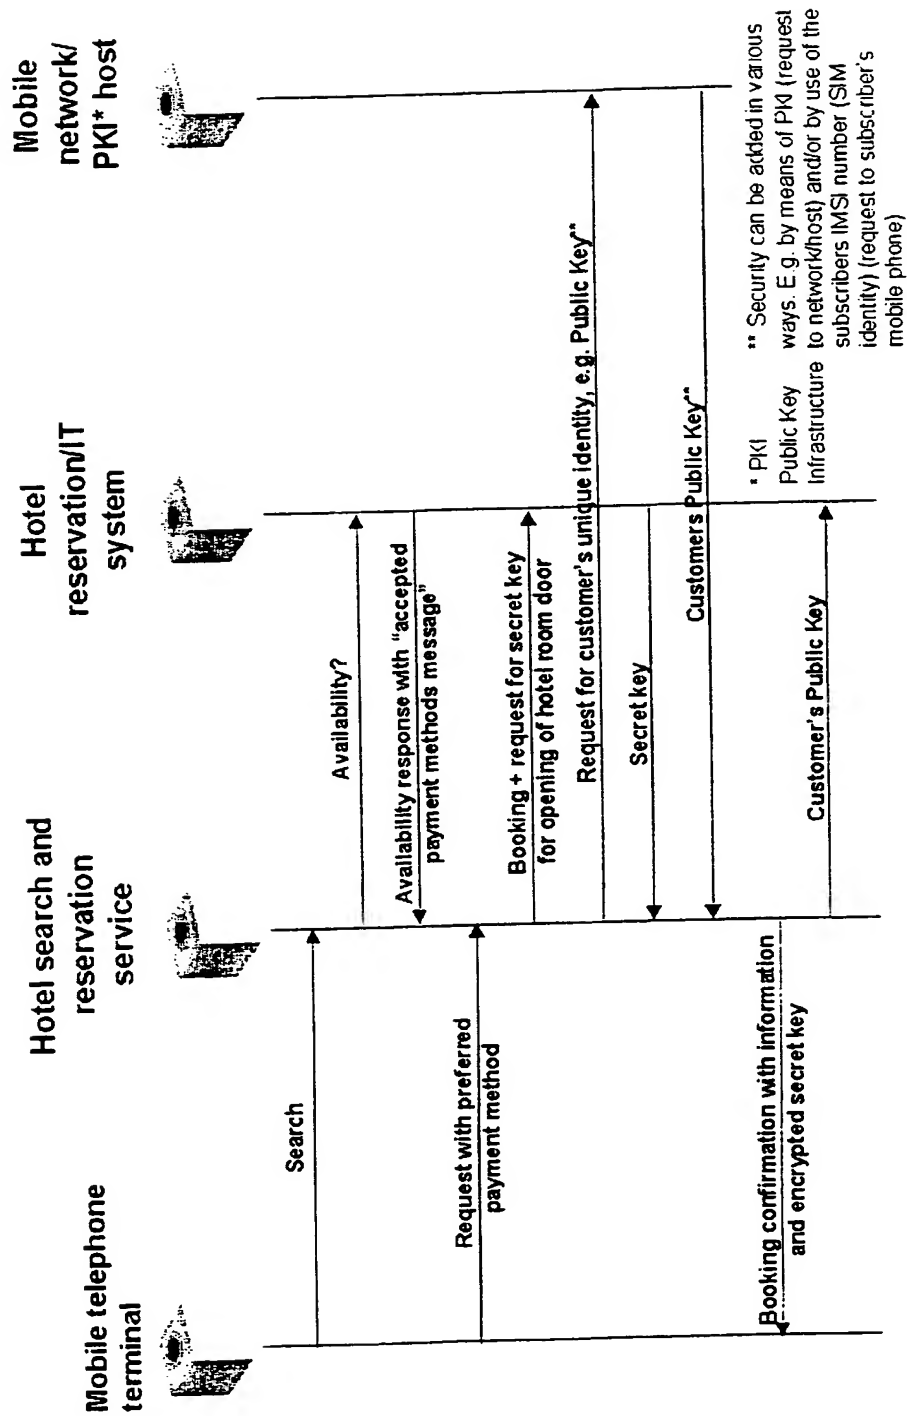 Mobile telephone
terminal
Hotel search and
reservation
service
Hotel
reservation/IT
system
Mobile
network/
PKI* host
Search
Availability?
Availability response with "accepted
payment methods message"
Request with preferred
payment method
Booking + request for secret key
for opening of hotel room door
Request for customer's unique identity, e.g. Public Key**
Secret key
Customers Public Key**
Booking confirmation with information
and encrypted secret key
Customer's Public Key
* PKI
Public Key
Infrastructure
** Security can be added in various
ways. E.g. by means of PKI (request
to network/host) and/or by use of the
subscribers IMSI number (SIM
identity) (request to subscriber's
mobile phone)